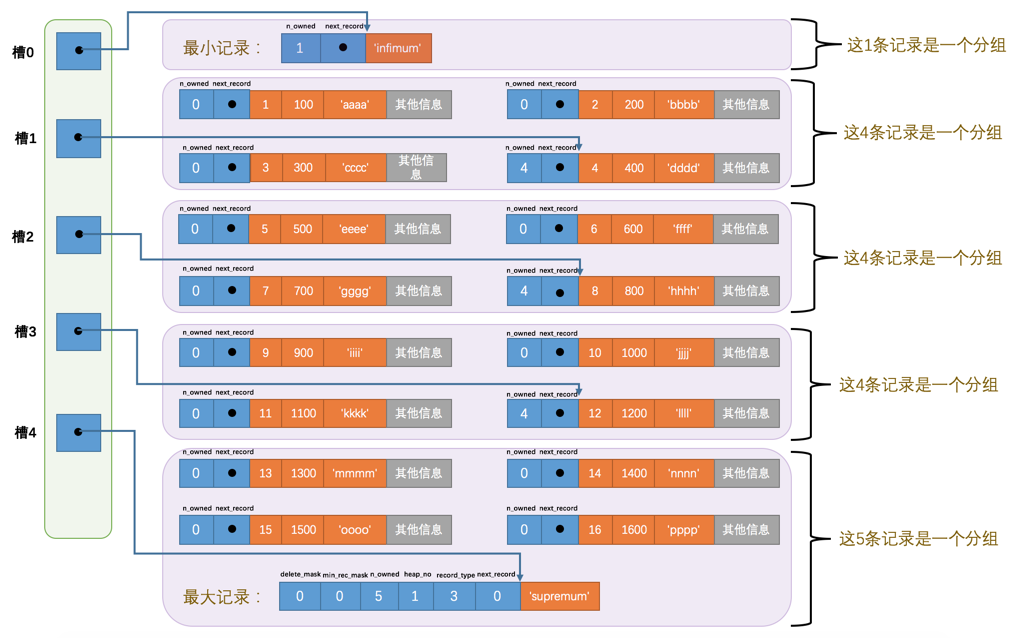 n_owned next_record
槽0
最小记录：
1
'infimum'
这1条记录是一个分组
n_owned next_record
n_owned next_record
0 1 100 'aaaa' 其他信息
0 2 200 'bbbb' 其他信息
槽1
这4条记录是一个分组
n_owned next_record
n_owned next_record
0 3 300 'cccc' 其他信
息
4 4 400 'dddd' 其他信息
n_owned next_record
n_owned next_record
槽2
0 5 500 'eeee' 其他信息
0 6 600 'ffff' 其他信息
这4条记录是一个分组
n_owned next_record
n_owned next_record
0 7 700 'gggg' 其他信息
4 8 800 'hhhh' 其他信息
槽3
n_owned next_record
n_owned next_record
0 9 900 'iiii' 其他信息
0 10 1000 'jjjj' 其他信息
这4条记录是一个分组
n_owned next_record
n_owned next_record
0 11 1100 'kkkk' 其他信息
4 12 1200 'llll' 其他信息
槽4
n_owned next_record
n_owned next_record
0 13 1300 'mmmm' 其他信息
0 14 1400 'nnnn' 其他信息
n_owned next_record
n_owned next_record
0 15 1500 'oooo' 其他信息
0 16 1600 'pppp' 其他信息
这5条记录是一个分组
delete_mask min_rec_mask n_owned heap_no record_type next_record
最大记录：
0 0 5 1 3 0 'supremum'